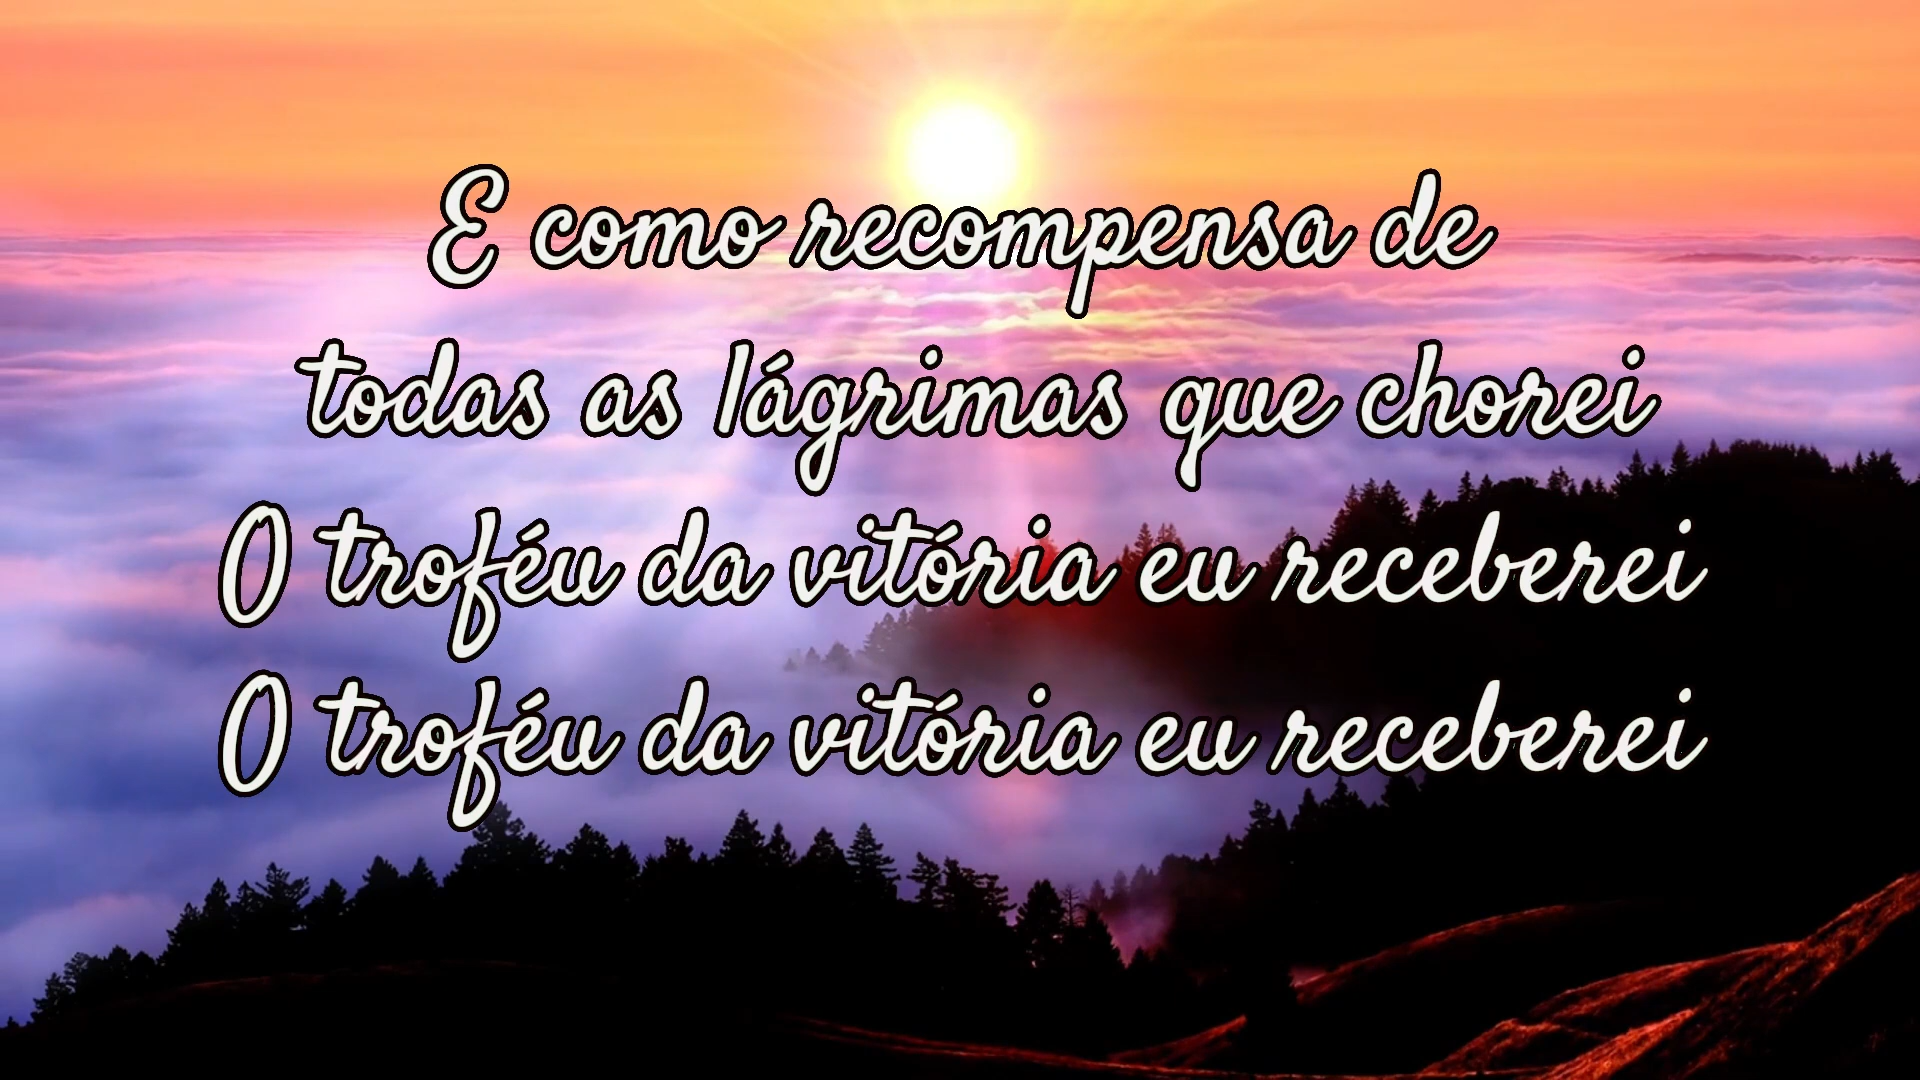 E como recompensa de
todas as lágrimas que chorei
O troféu da vitória eu receberei
O troféu da vitória eu receberei